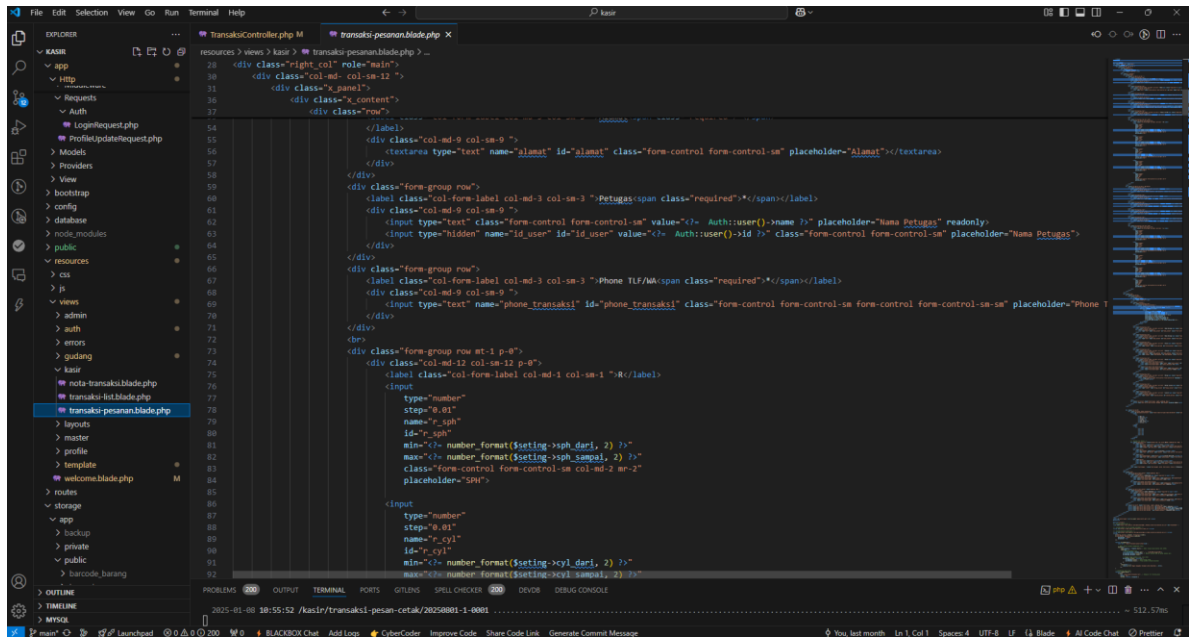 File Edit Selection View Go Run Terminal Help
kasir
EXPLORER
KASIR
app
Http
Middleware
Requests
Auth
LoginRequest.php
ProfileUpdateRequest.php
Models
Providers
View
bootstrap
config
database
node_modules
public
resources
css
js
views
admin
auth
errors
gudang
kasir
nota-transaksi.blade.php
transaksi-list.blade.php
transaksi-pesanan.blade.php
layouts
master
profile
template
welcome.blade.php M
routes
storage
app
backup
private
public
barcode_barang
OUTLINE
TIMELINE
MYSQL
TransaksiController.php M transaksi-pesanan.blade.php
resources > views > kasir > transaksi-pesanan.blade.php > ...
28 <div class="right_col" role="main">
30 <div class="col-md- col-sm-12 ">
31 <div class="x_panel">
36 <div class="x_content">
37 <div class="row">
54 </label>
55 <div class="col-md-9 col-sm-9 ">
56 <textarea type="text" name="alamat" id="alamat" class="form-control form-control-sm" placeholder="Alamat"></textarea>
57 </div>
58 </div>
59 <div class="form-group row">
60 <label class="col-form-label col-md-3 col-sm-3 ">Petugas<span class="required">*</span></label>
61 <div class="col-md-9 col-sm-9 ">
62 <input type="text" class="form-control form-control-sm" value="<?= Auth::user()->name ?>" placeholder="Nama Petugas" readonly>
63 <input type="hidden" name="id_user" id="id_user" value="<?= Auth::user()->id ?>" class="form-control form-control-sm" placeholder="Nama Petugas">
64 </div>
65 </div>
66 <div class="form-group row">
67 <label class="col-form-label col-md-3 col-sm-3 ">Phone TLF/WA<span class="required">*</span></label>
68 <div class="col-md-9 col-sm-9 ">
69 <input type="text" name="phone_transaksi" id="phone_transaksi" class="form-control form-control-sm form-control form-control-sm-sm" placeholder="Phone T
70 </div>
71 </div>
72 <br>
73 <div class="form-group row mt-1 p-0">
74 <div class="col-md-12 col-sm-12 p-0">
75 <label class="col-form-label col-md-1 col-sm-1 ">R</label>
76 <input
77 type="number"
78 step="0.01"
79 name="r_sph"
80 id="r_sph"
81 min="<?= number_format($seting->sph_dari, 2) ?>"
82 max="<?= number_format($seting->sph_sampai, 2) ?>"
83 class="form-control form-control-sm col-md-2 mr-2"
84 placeholder="SPH">
85
86 <input
87 type="number"
88 step="0.01"
89 name="r_cyl"
90 id="r_cyl"
91 min="<?= number_format($seting->cyl_dari, 2) ?>"
92 max="<?= number_format($seting->cyl_sampai, 2) ?>"
PROBLEMS 200 OUTPUT TERMINAL PORTS GITLENS SPELL CHECKER 200 DEVDB DEBUG CONSOLE
php
2025-01-08 10:55:52 /kasir/transaksi-pesan-cetak/20250801-1-0001 ~ 512.57ms
main* Launchpad 0 0 200 0 BLACKBOX Chat Add Logs CyberCoder Improve Code Share Code Link Generate Commit Message
You, last month Ln 1, Col 1 Spaces: 4 UTF-8 LF Blade AI Code Chat Prettier